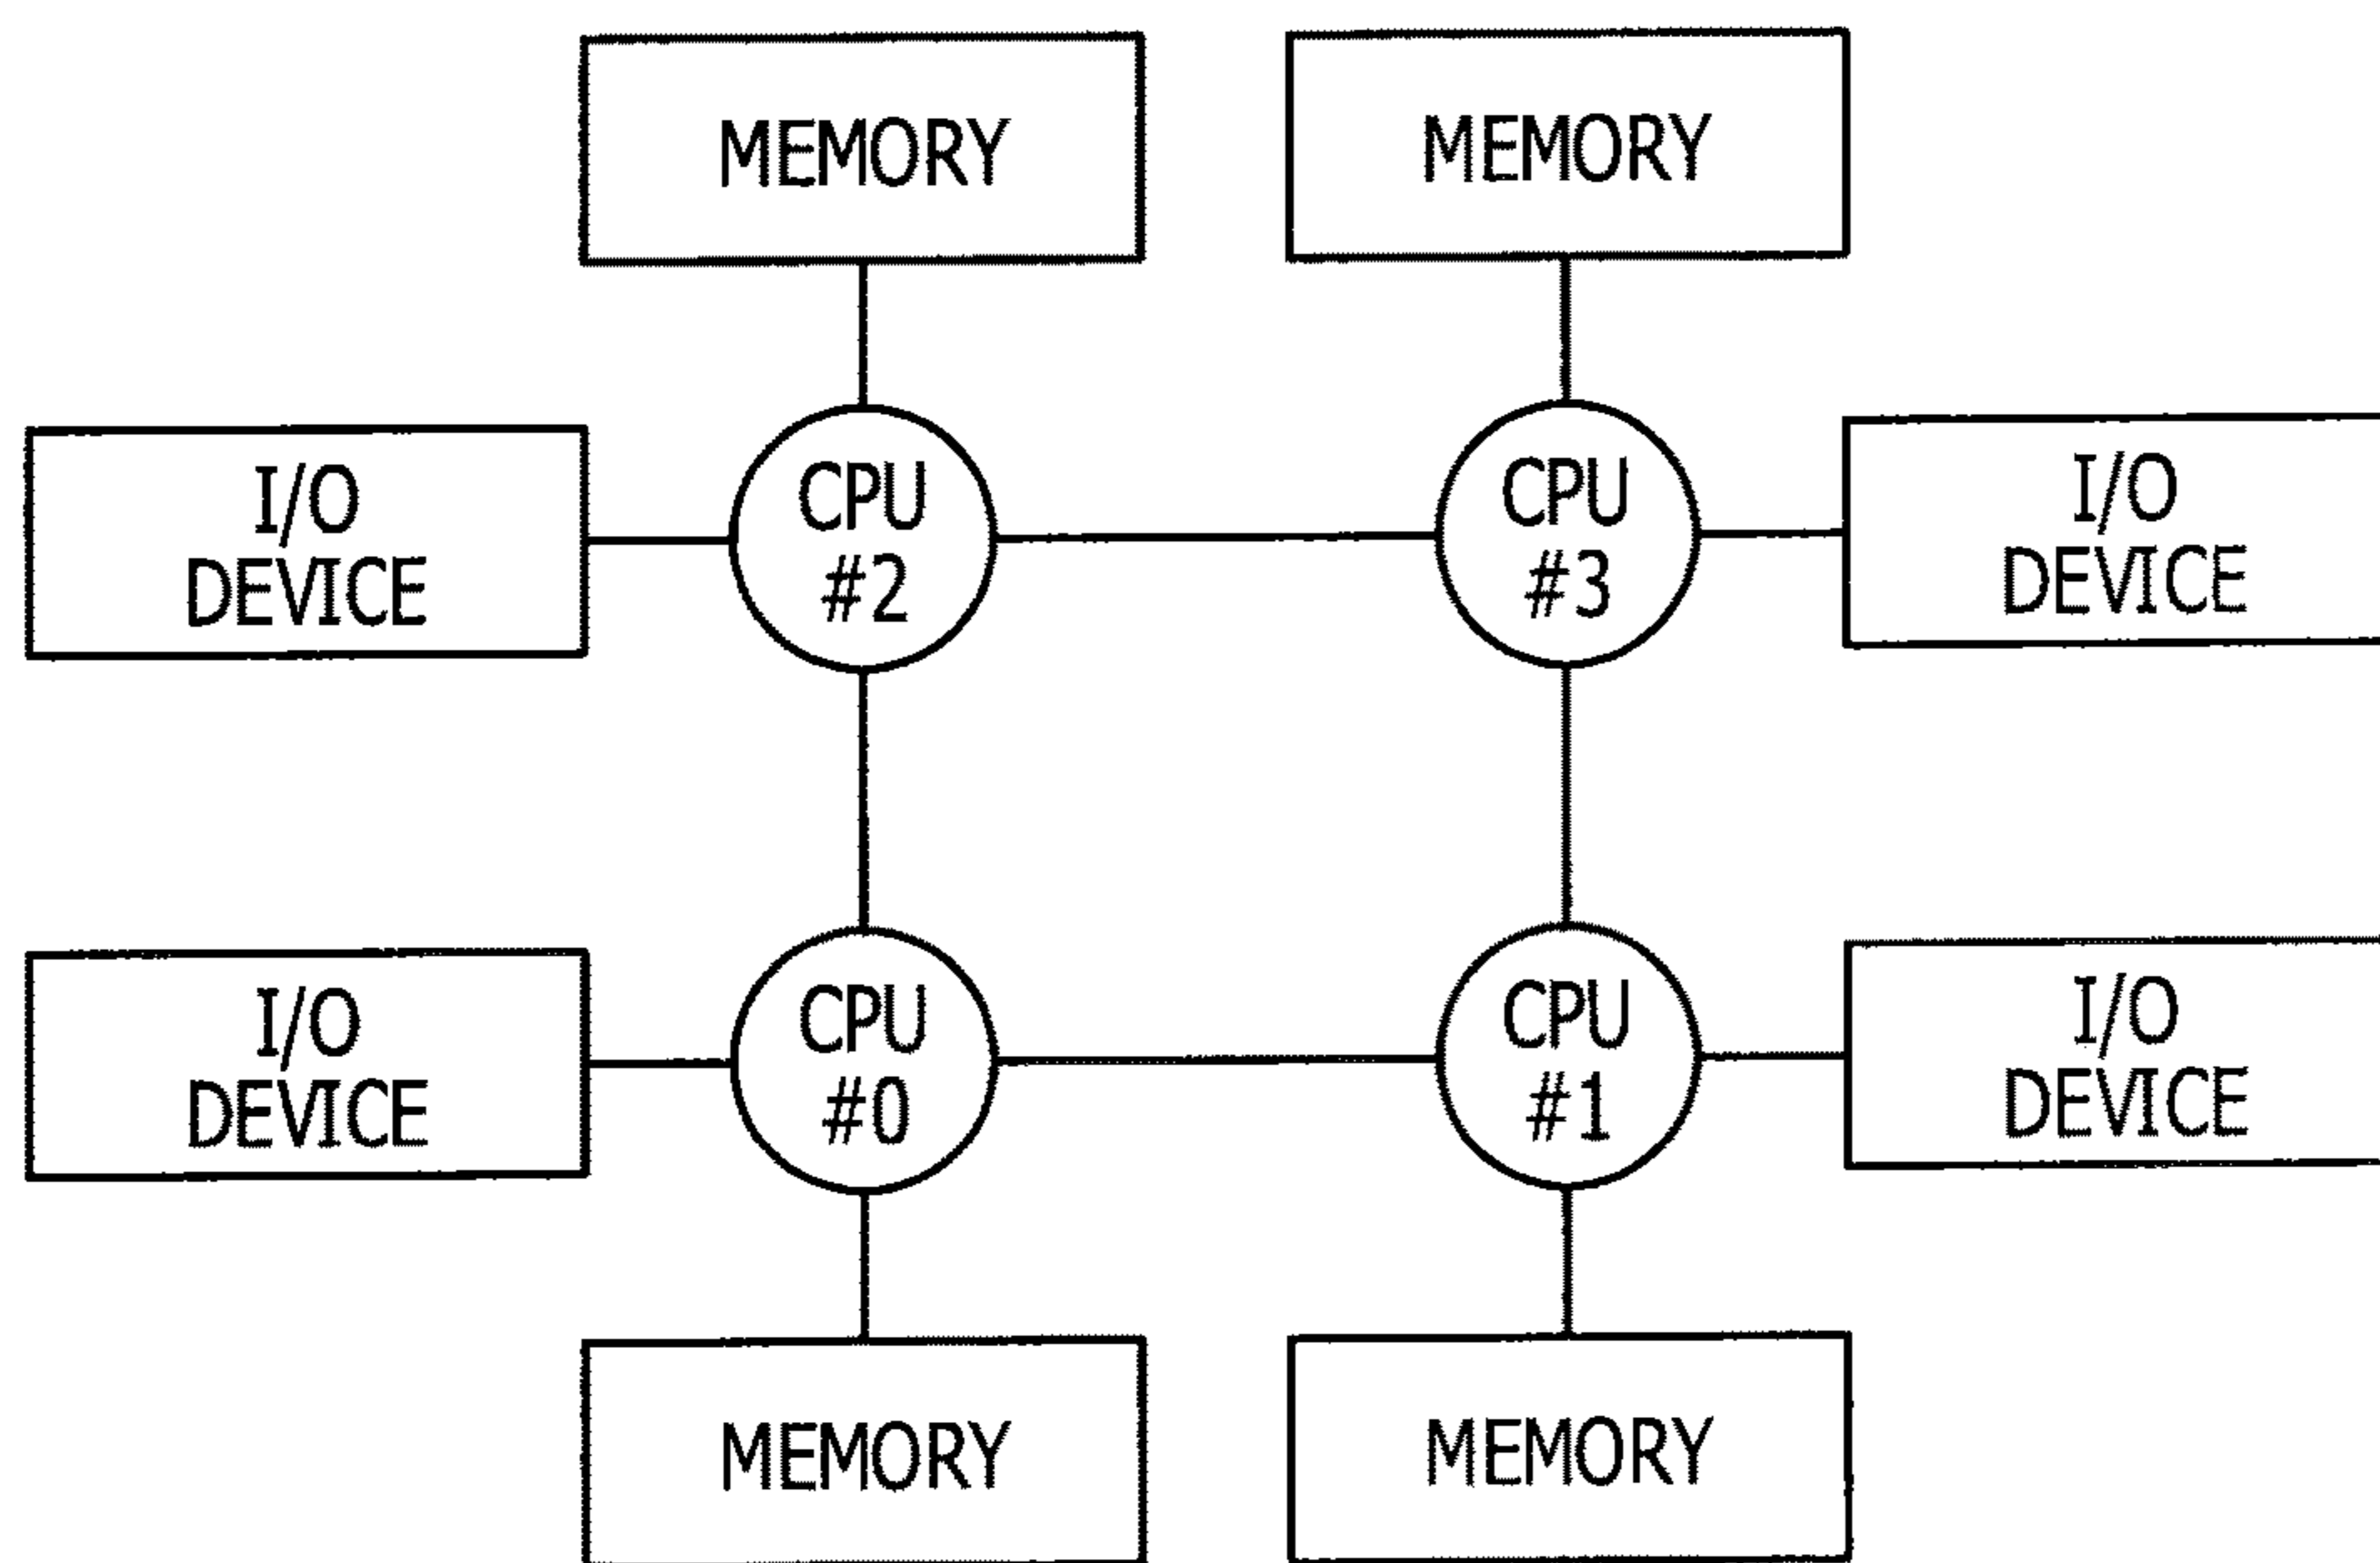 MEMORY
MEMORY
I/O
DEVICE
CPU
#2
CPU
#3
I/O
DEVICE
I/O
DEVICE
CPU
#0
CPU
#1
I/O
DEVICE
MEMORY
MEMORY